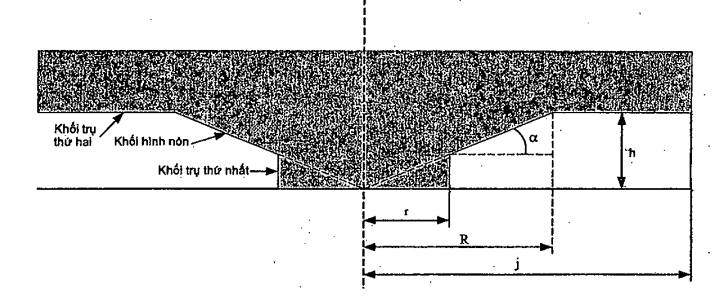 Khối trụ
thứ hai
Khối hình nón
α
h
Khối trụ thứ nhất
r
R
j